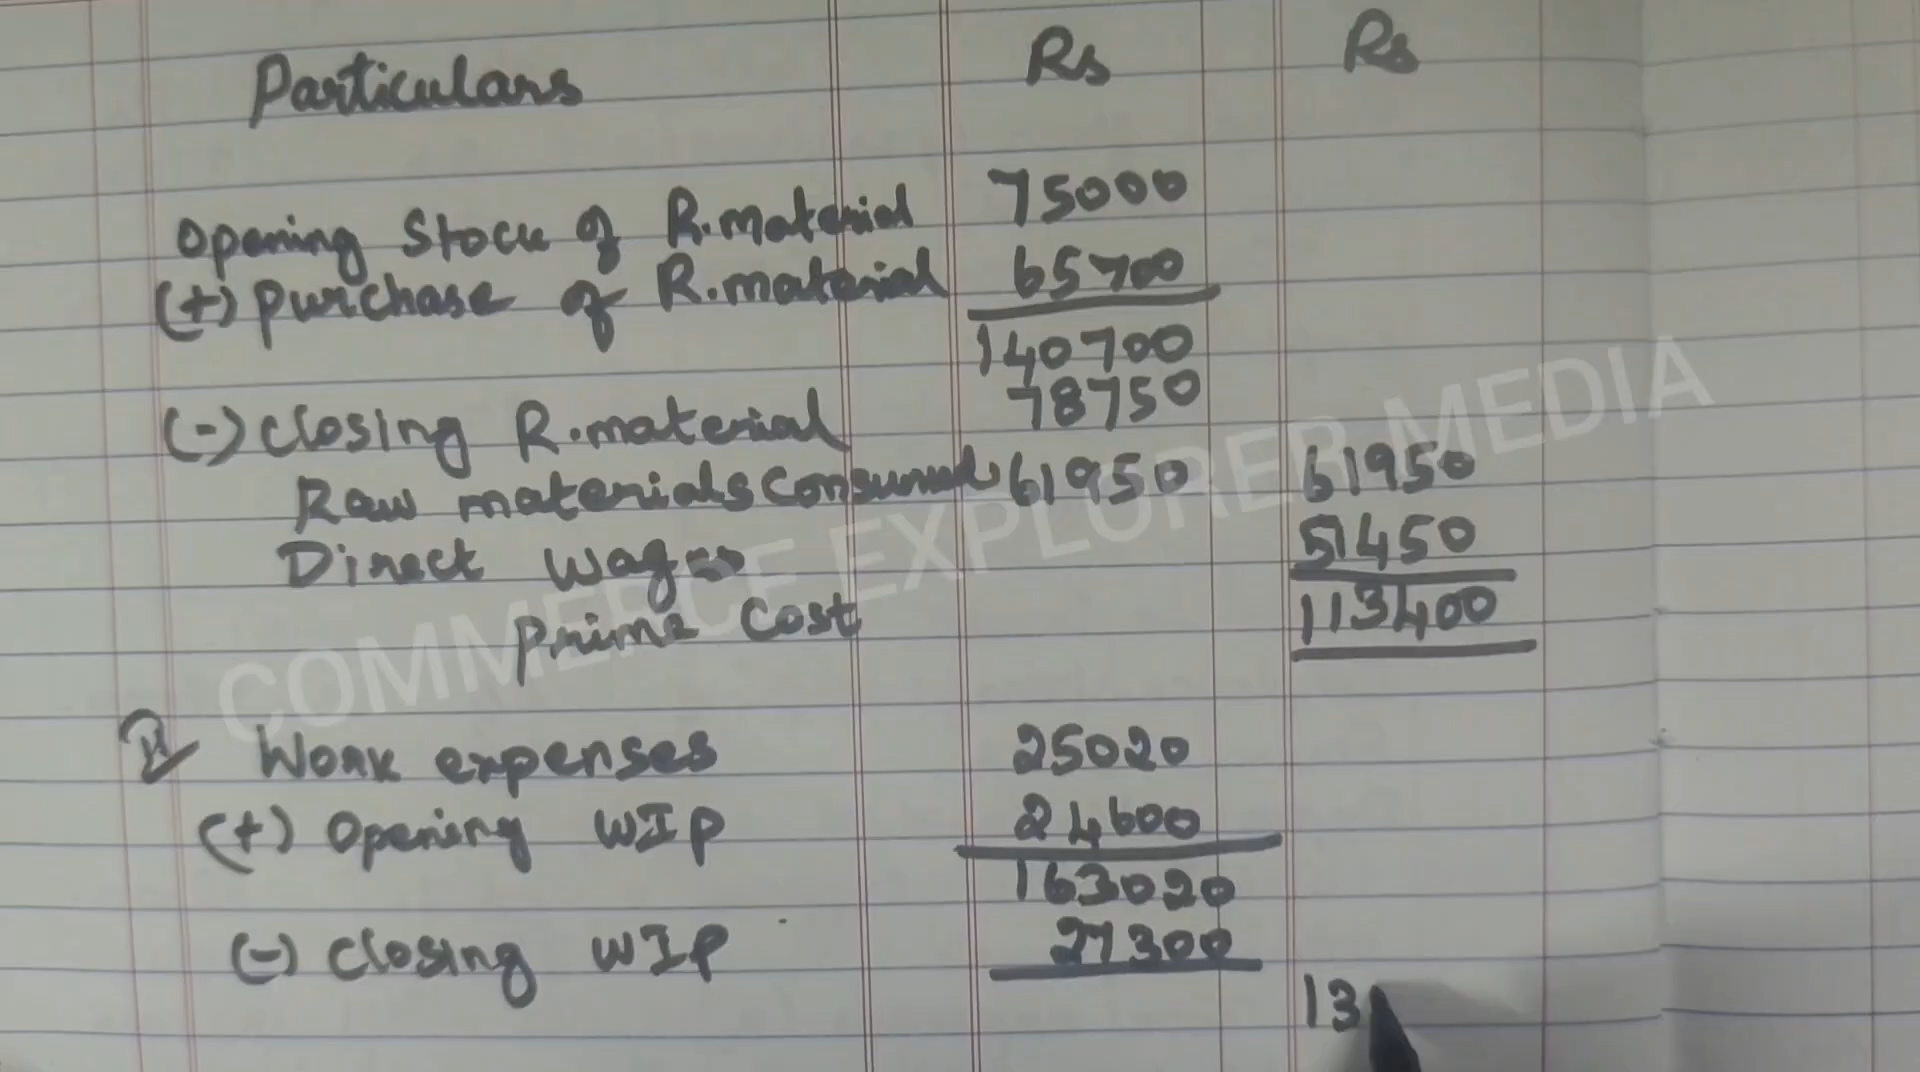 Particulars Rs Rs
Opening Stock of R.material 75000
(+) Purchase of R.material 65700
140700
(-) Closing R.material 78750
Raw materials Consumed 61950 61950
Direct wages 51450
Prime Cost 113400
Work expenses 25020
(+) Opening WIP 24600
163020
(-) Closing WIP 27300
13
COMMERCE EXPLORER MEDIA